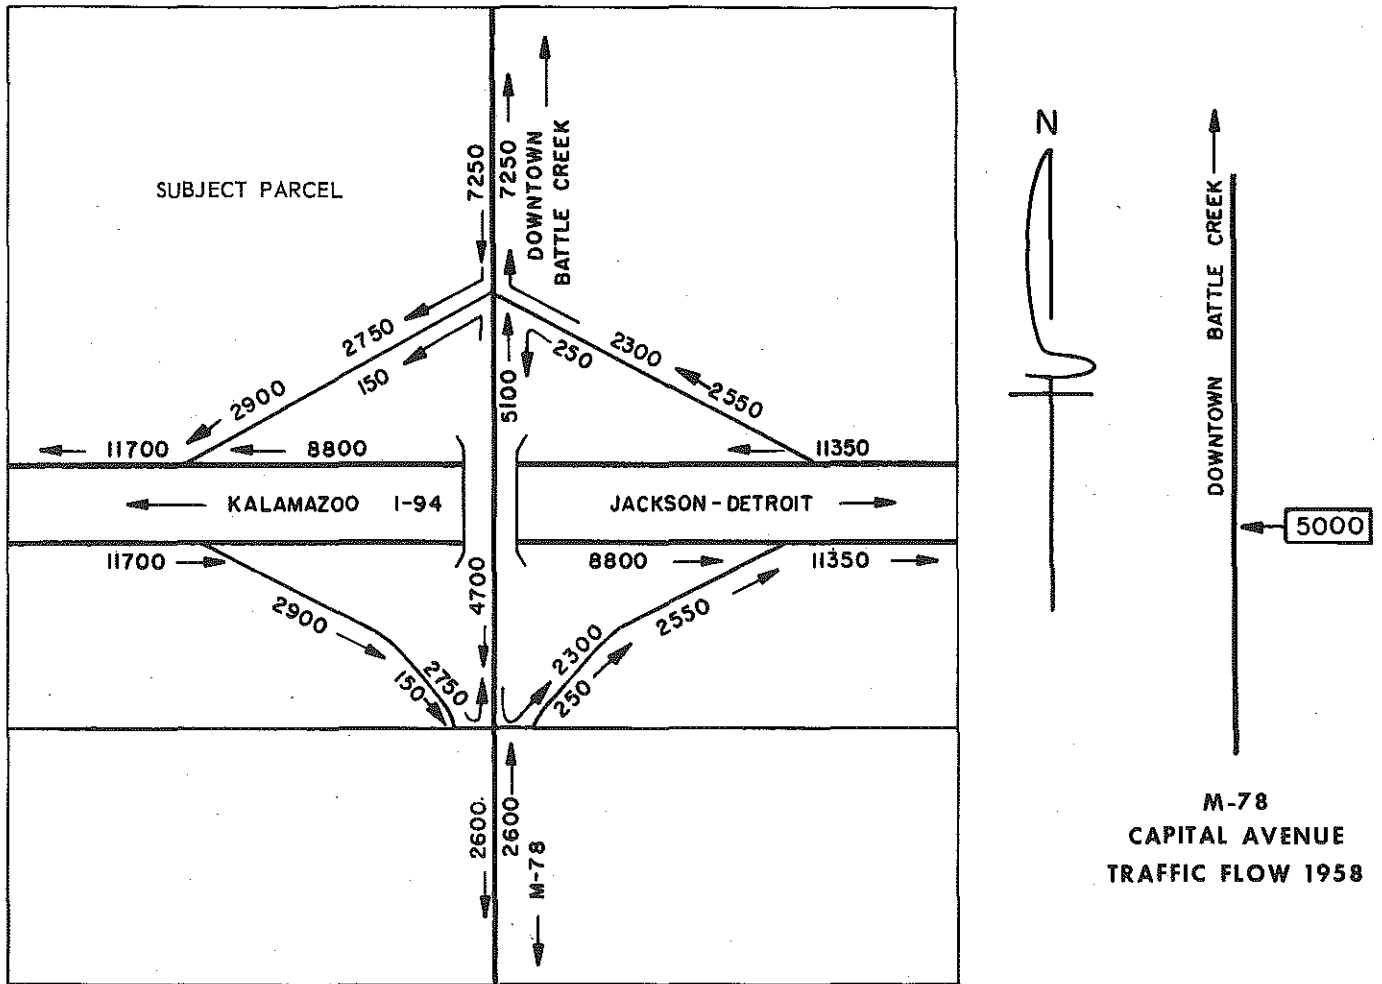 SUBJECT PARCEL
7250
7250
DOWNTOWN
BATTLE CREEK
2750
150
2900
5100
250
2300
2550
11700
8800
11350
KALAMAZOO I-94
JACKSON-DETROIT
11700
8800
11350
4700
2900
2750
150
2300
250
2550
2600
2600
M-78
N
DOWNTOWN BATTLE CREEK
5000
M-78
CAPITAL AVENUE
TRAFFIC FLOW 1958